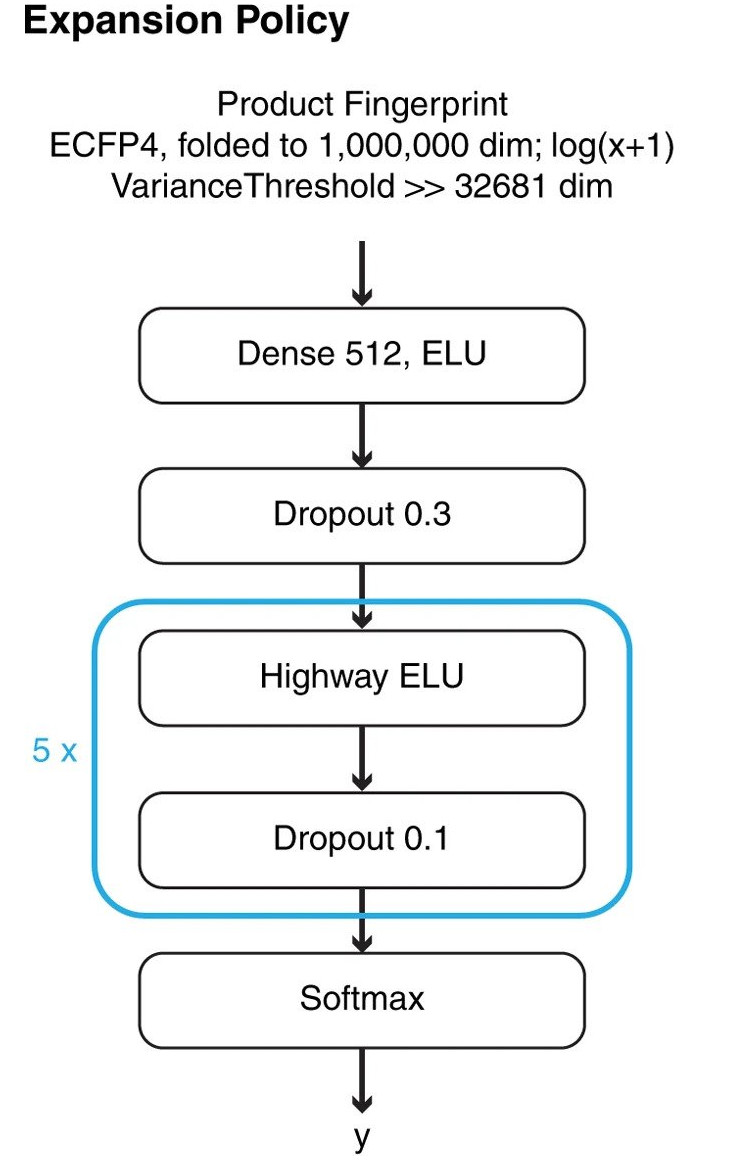 Expansion Policy
Product Fingerprint
ECFP4, folded to 1,000,000 dim; log(x+1)
VarianceThreshold >> 32681 dim
Dense 512, ELU
Dropout 0.3
Highway ELU
5 x
Dropout 0.1
Softmax
y